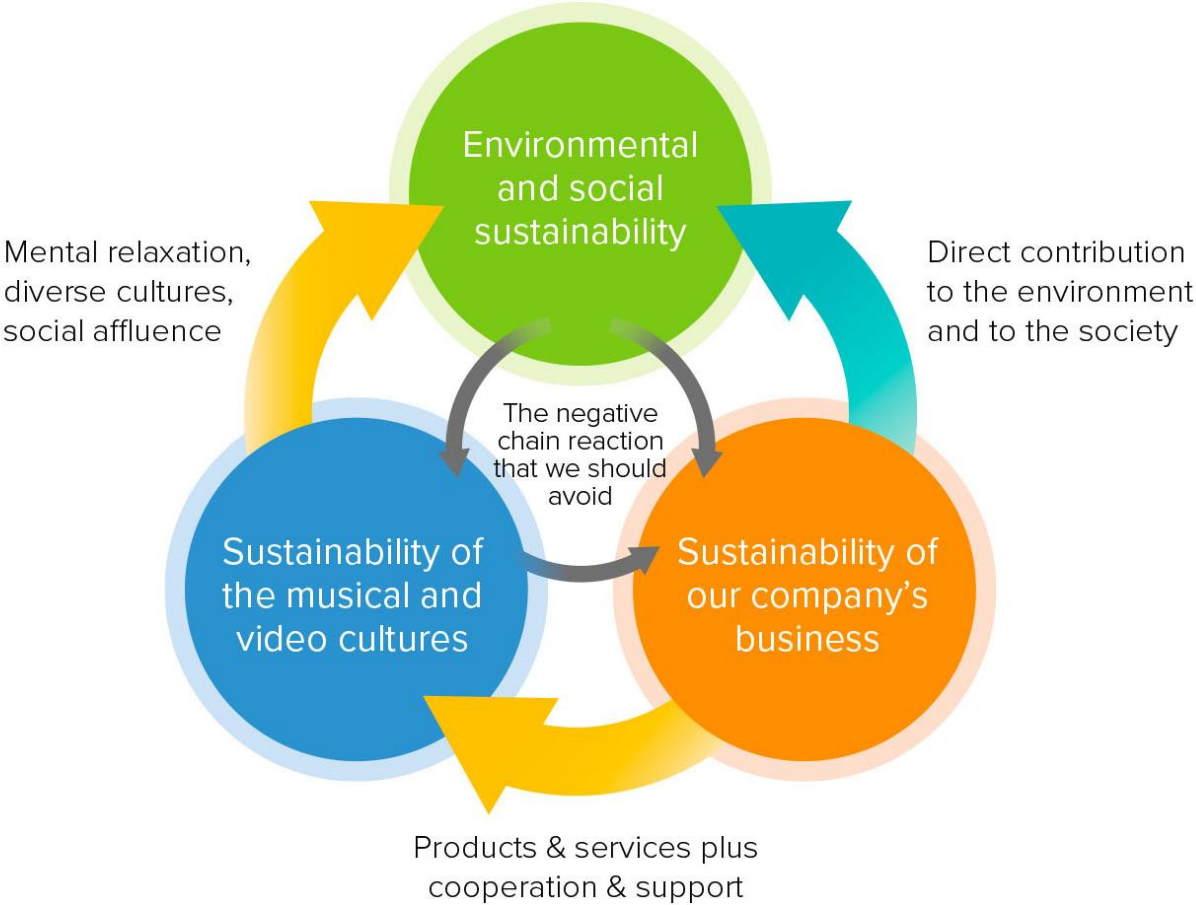 Environmental
and social
sustainability
Mental relaxation,
diverse cultures,
social affluence
Direct contribution
to the environment
and to the society
The negative
chain reaction
that we should
avoid
Sustainability of
the musical and
video cultures
Sustainability of
our company’s
business
Products & services plus
cooperation & support